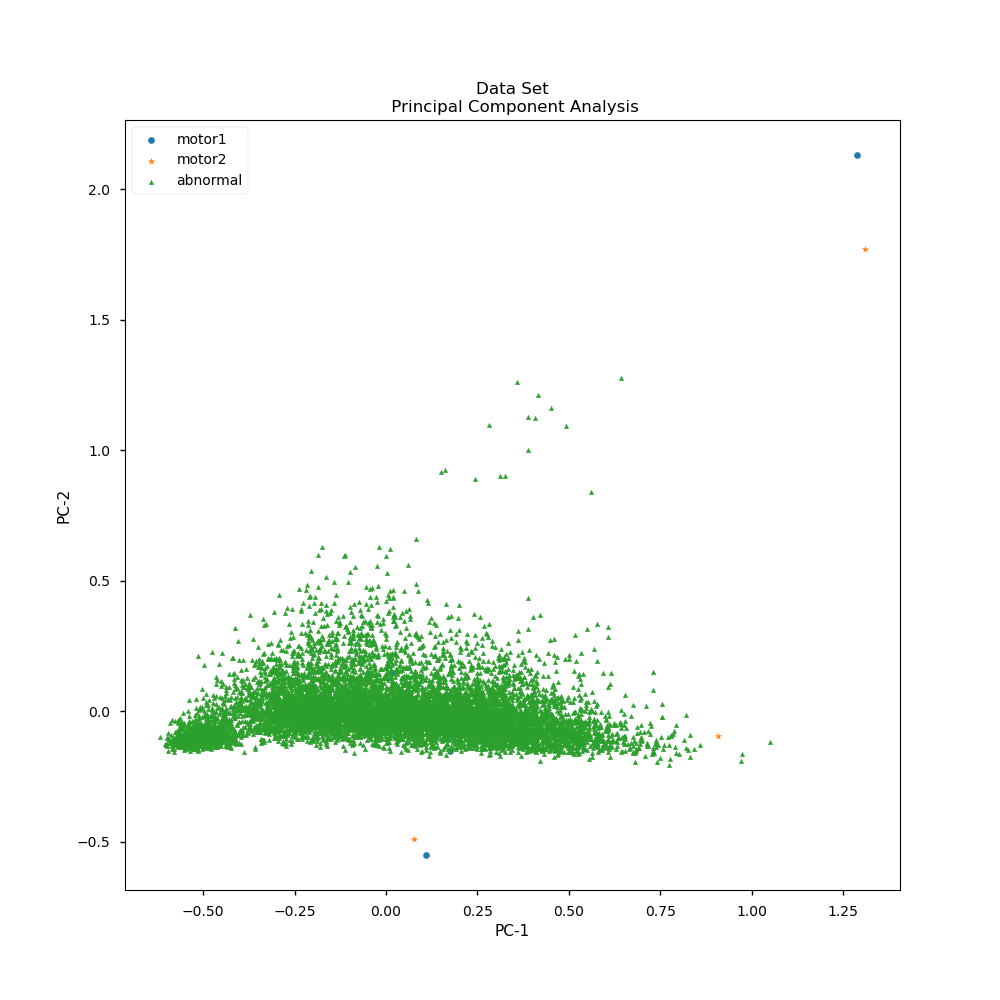 Data Set
Principal Component Analysis
motor1
motor2
abnormal
2.0
1.5
1.0
0.5
0.0
−0.5
PC-2
−0.50
−0.25
0.00
0.25
0.50
0.75
1.00
1.25
PC-1